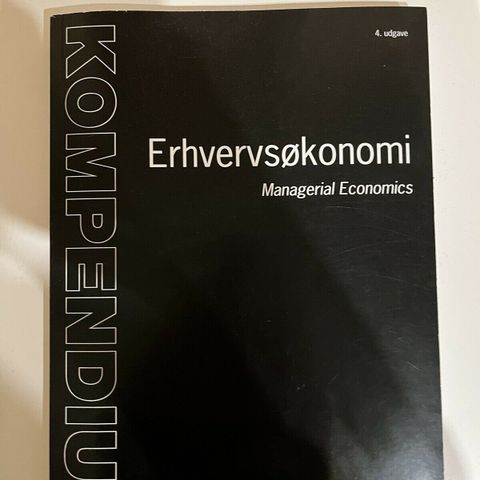 4. udgave
KOMPENDIU
Erhvervsøkonomi
Managerial Economics